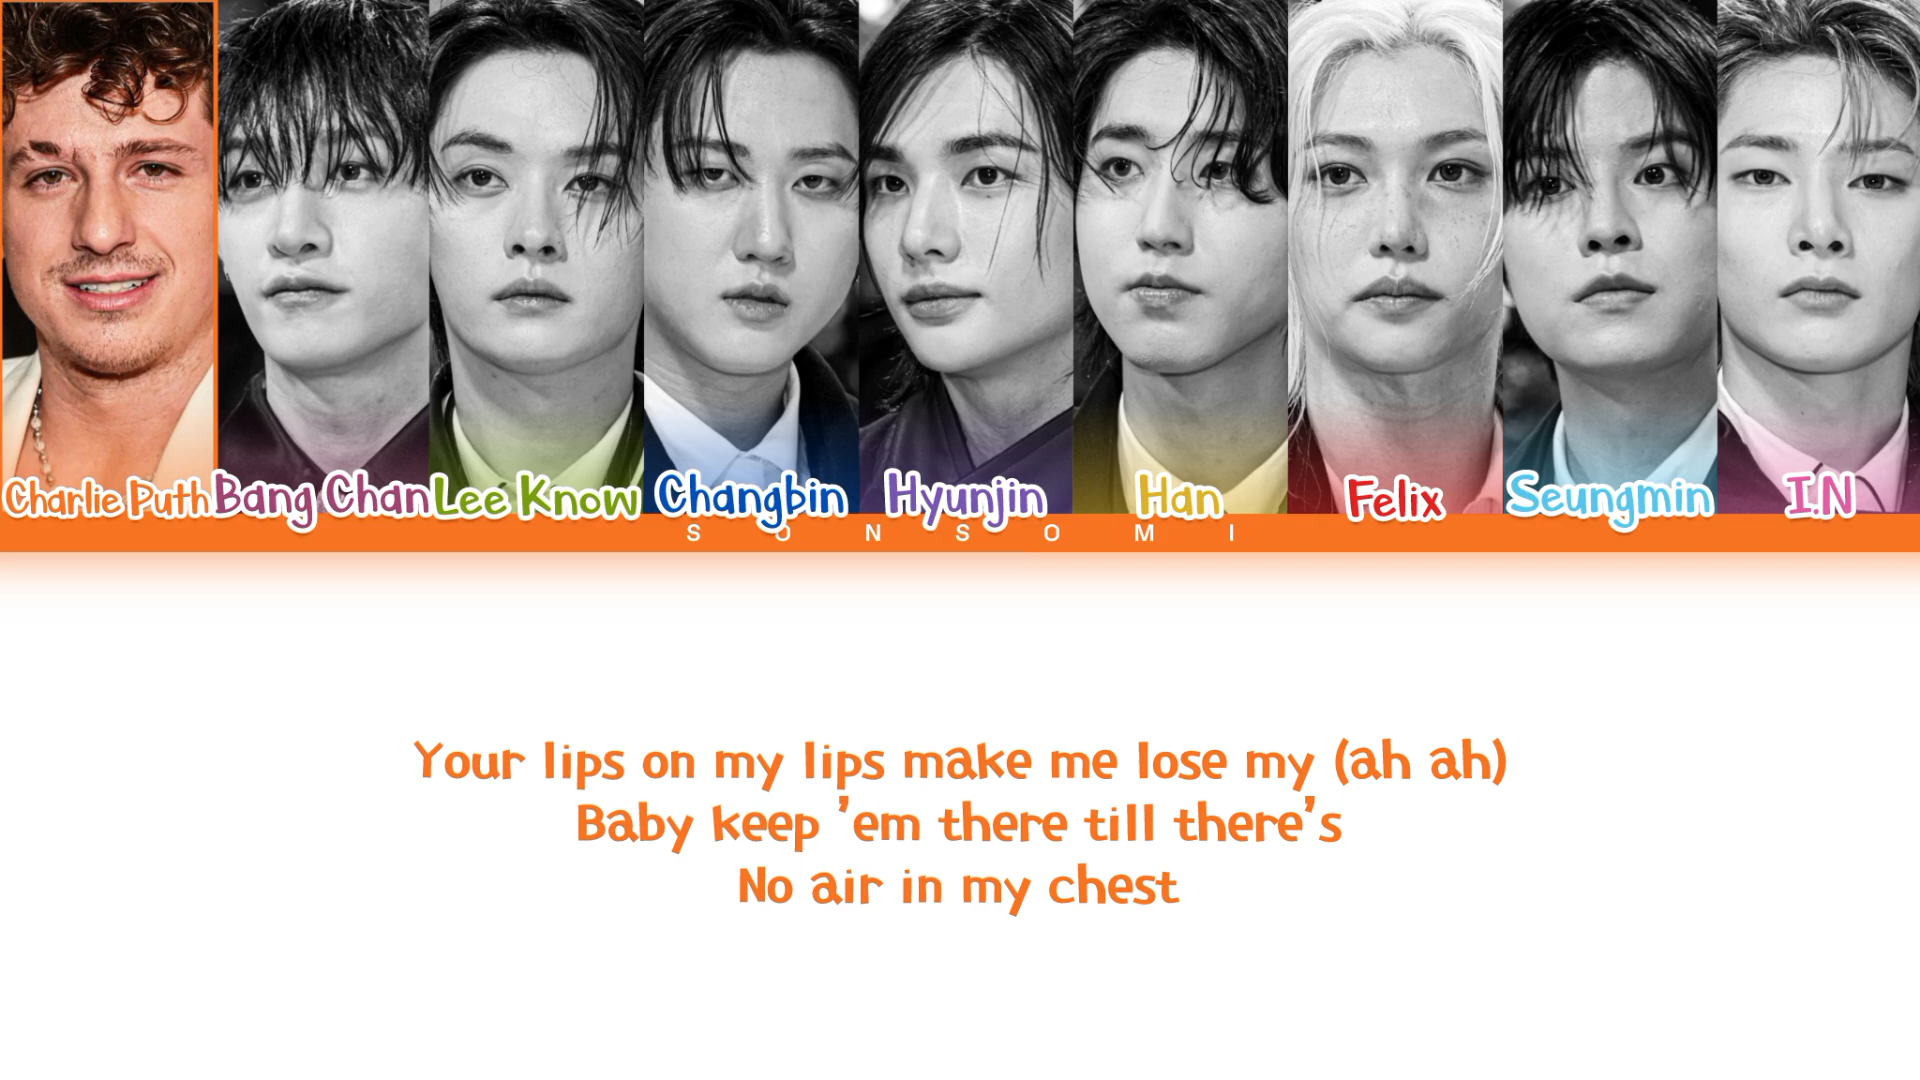 Charlie Puth Bang Chan Lee Know Changbin Hyunjin Han Felix Seungmin I.N
S O N S O M I
Your lips on my lips make me lose my (ah ah)
Baby keep 'em there till there's
No air in my chest